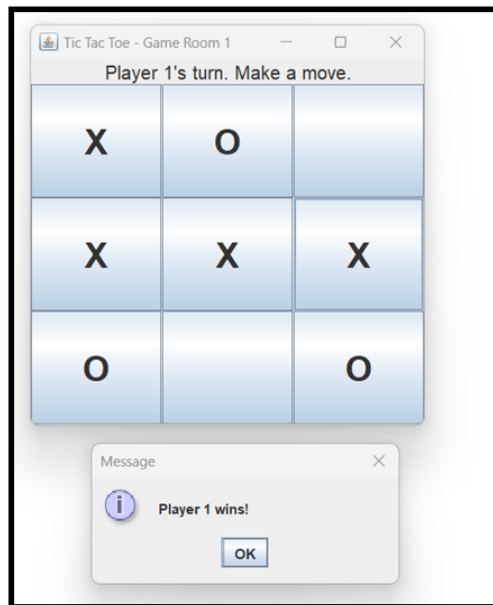 Tic Tac Toe - Game Room 1
Player 1's turn. Make a move.
X O
X X X
O O
Message
i
Player 1 wins!
OK